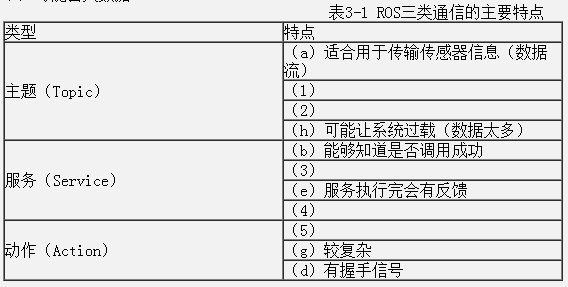 表3-1 ROS三类通信的主要特点
类型 特点
主题（Topic）
（a）适合用于传输传感器信息（数据
流）
（1）
（2）
（h）可能让系统过载（数据太多）
服务（Service）
（b）能够知道是否调用成功
（3）
（e）服务执行完会有反馈
（4）
动作（Action）
（5）
（g）较复杂
（d）有握手信号